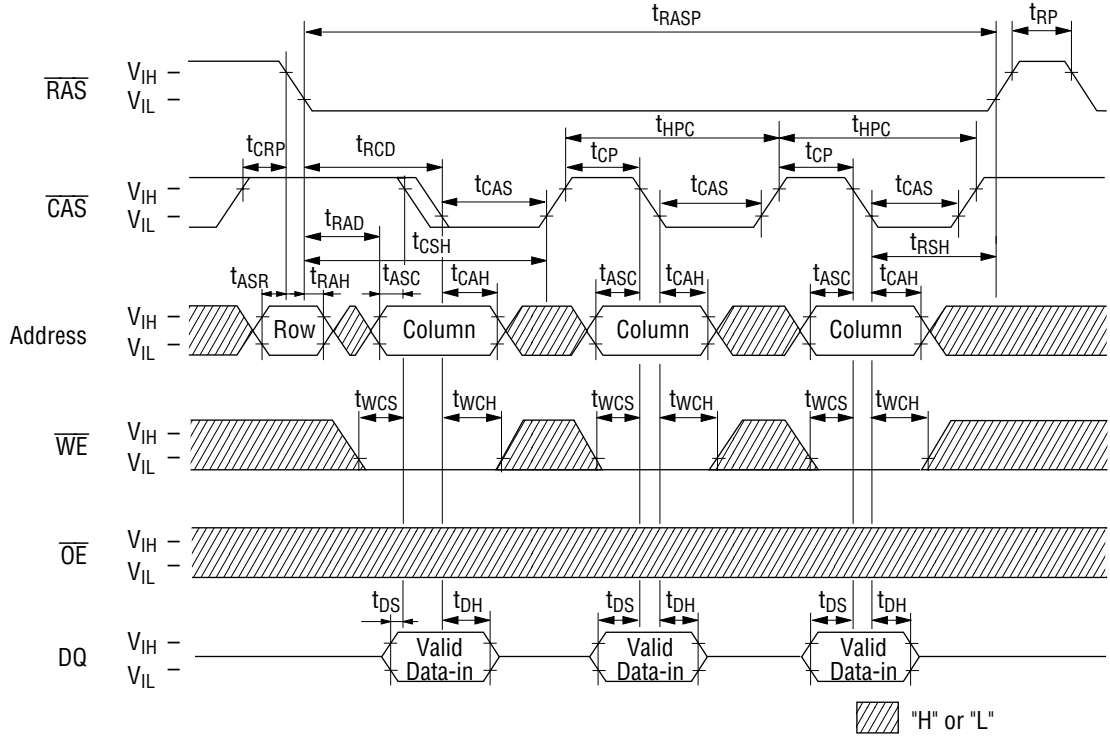 tRASP tRP
RAS VIH –
VIL –
tCRP tRCD tHPC tHPC
tCP tCP
CAS VIH –
VIL –
tCAS tCAS tCAS
tRAD tCSH tRSH
tASR tRAH tASC tCAH tASC tCAH tASC tCAH
Address VIH –
VIL –
Row Column Column Column
tWCS tWCH tWCS tWCH tWCS tWCH
WE VIH –
VIL –
OE VIH –
VIL –
tDS tDH tDS tDH tDS tDH
DQ VIH –
VIL –
Valid Data-in
Valid Data-in
Valid Data-in
"H" or "L"